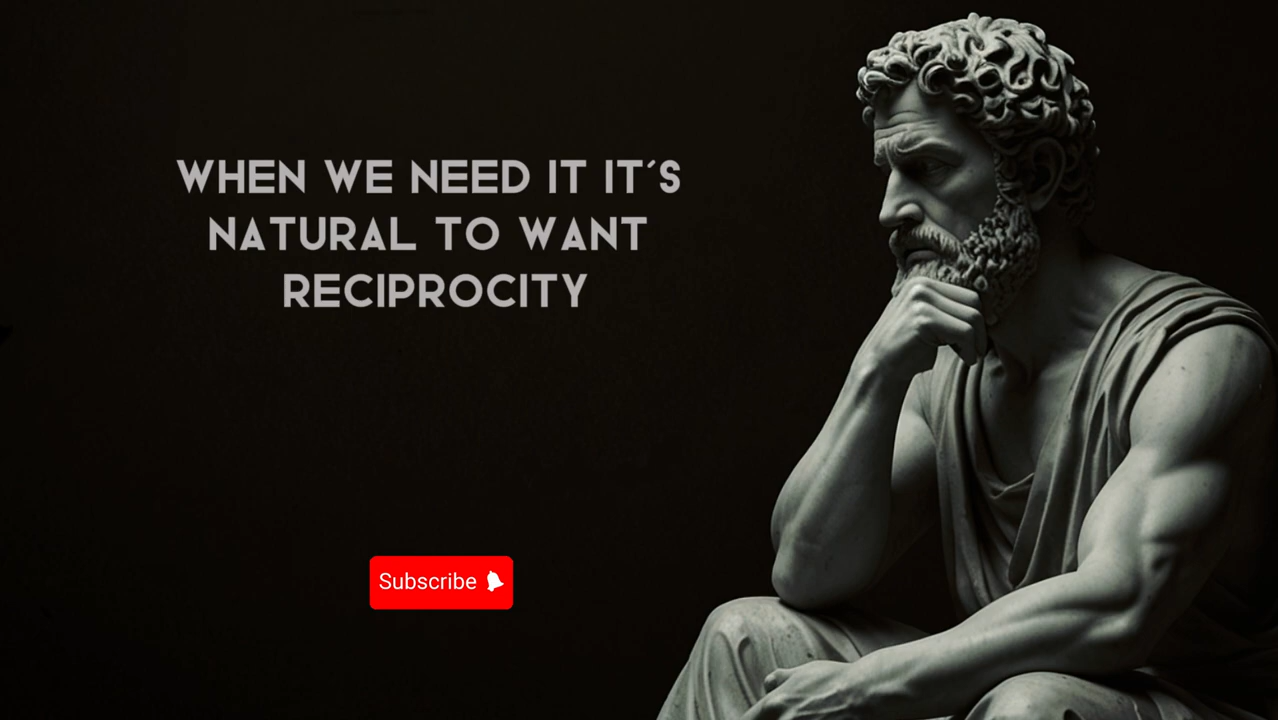 WHEN WE NEED IT IT´S
NATURAL TO WANT
RECIPROCITY
Subscribe